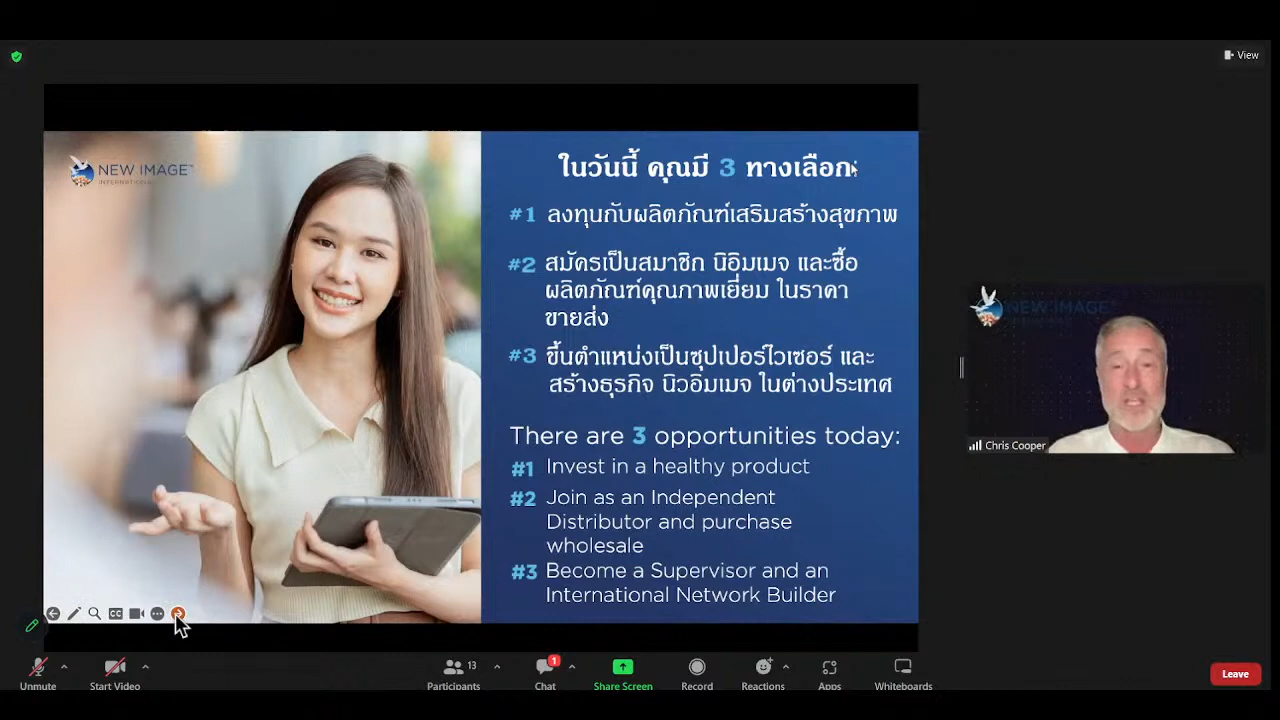 View
NEW IMAGE™
INTERNATIONAL
ในวันนี้ คุณมี 3 ทางเลือก:
#1 ลงทุนกับผลิตภัณฑ์เสริมสร้างสุขภาพ
#2 สมัครเป็นสมาชิก นิอิมเมจ และซื้อ
ผลิตภัณฑ์คุณภาพเยี่ยม ในราคา
ขายส่ง
#3 ขึ้นตำแหน่งเป็นซุปเปอร์ไวเซอร์ และ
สร้างธุรกิจ นิวอิมเมจ ในต่างประเทศ
There are 3 opportunities today:
#1 Invest in a healthy product
#2 Join as an Independent
Distributor and purchase
wholesale
#3 Become a Supervisor and an
International Network Builder
NEW IMAGE
Chris Cooper
CC
Unmute
Start Video
13
Participants
1
Chat
Share Screen
Record
Reactions
Apps
Whiteboards
Leave